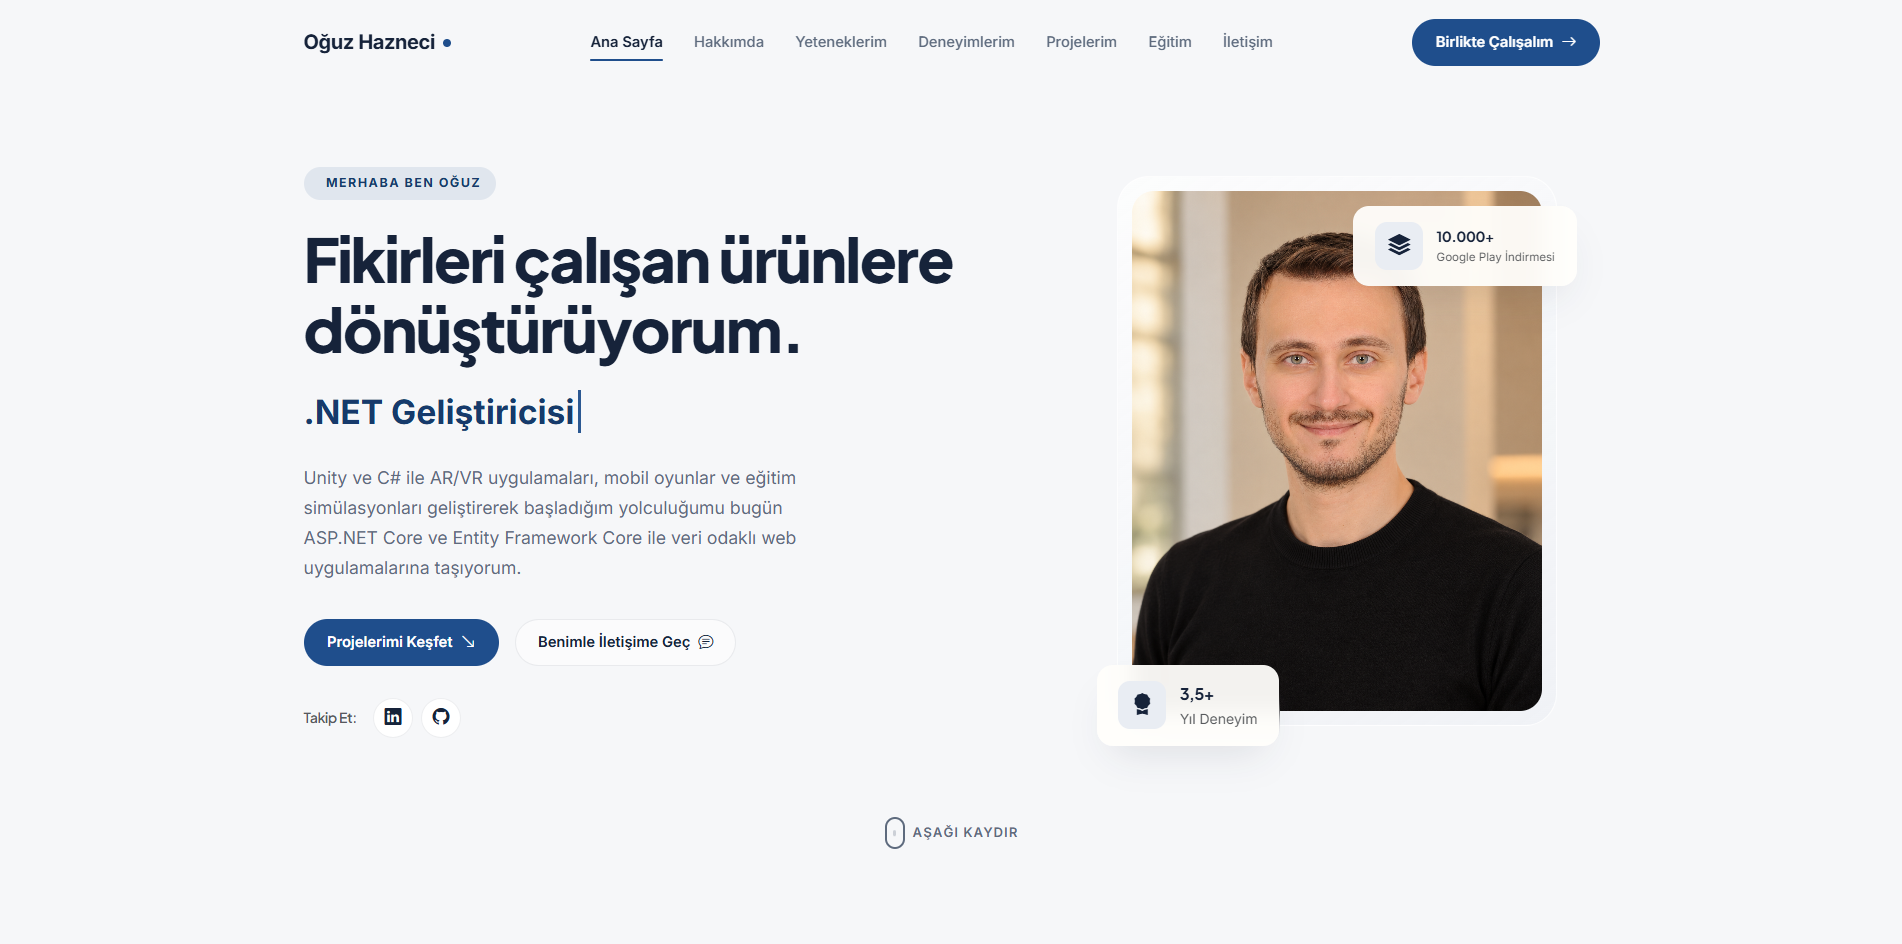 Oğuz Hazneci
Ana Sayfa
Hakkımda
Yeteneklerim
Deneyimlerim
Projelerim
Eğitim
İletişim
Birlikte Çalışalım
MERHABA BEN OĞUZ
Fikirleri çalışan ürünlere
dönüştürüyorum.
.NET Geliştiricisi
Unity ve C# ile AR/VR uygulamaları, mobil oyunlar ve eğitim
simülasyonları geliştirerek başladığım yolculuğumu bugün
ASP.NET Core ve Entity Framework Core ile veri odaklı web
uygulamalarına taşıyorum.
Projelerimi Keşfet
Benimle İletişime Geç
Takip Et:
10.000+
Google Play İndirmesi
3,5+
Yıl Deneyim
AŞAĞI KAYDIR